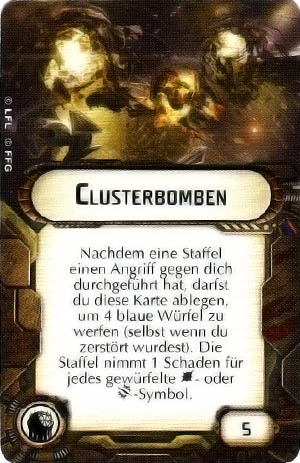 © LFL © FFG
CLUSTERBOMBEN
Nachdem eine Staffel
einen Angriff gegen dich
durchgeführt hat, darfst
du diese Karte ablegen,
um 4 blaue Würfel zu
werfen (selbst wenn du
zerstört wurdest). Die
Staffel nimmt 1 Schaden für
jedes gewürfelte - oder
-Symbol.
5